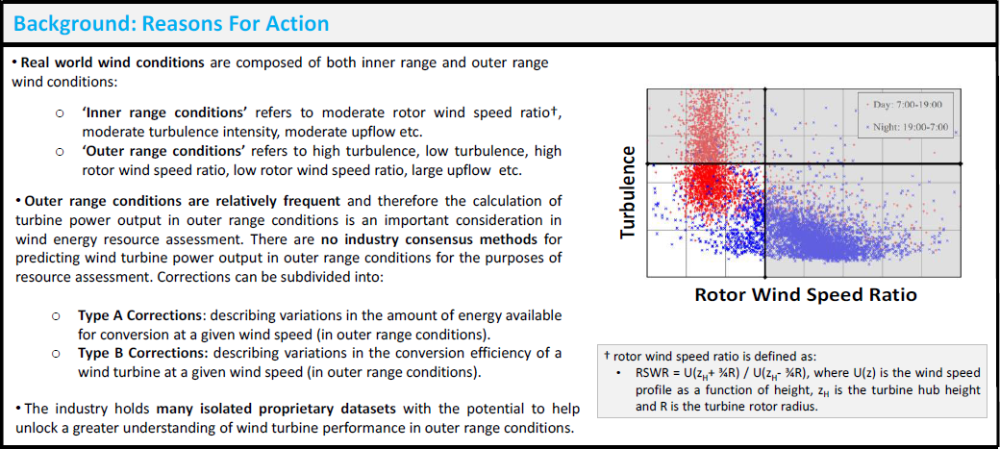 Background: Reasons For Action
• Real world wind conditions are composed of both inner range and outer range
wind conditions:
o ‘Inner range conditions’ refers to moderate rotor wind speed ratio†,
moderate turbulence intensity, moderate upflow etc.
o ‘Outer range conditions’ refers to high turbulence, low turbulence, high
rotor wind speed ratio, low rotor wind speed ratio, large upflow etc.
• Outer range conditions are relatively frequent and therefore the calculation of
turbine power output in outer range conditions is an important consideration in
wind energy resource assessment. There are no industry consensus methods for
predicting wind turbine power output in outer range conditions for the purposes of
resource assessment. Corrections can be subdivided into:
o Type A Corrections: describing variations in the amount of energy available
for conversion at a given wind speed (in outer range conditions).
o Type B Corrections: describing variations in the conversion efficiency of a
wind turbine at a given wind speed (in outer range conditions).
• The industry holds many isolated proprietary datasets with the potential to help
unlock a greater understanding of wind turbine performance in outer range conditions.
Day: 7:00-19:00
Night: 19:00-7:00
Turbulence
Rotor Wind Speed Ratio
† rotor wind speed ratio is defined as:
• RSWR = U(zH+ ¾R) / U(zH- ¾R), where U(z) is the wind speed
profile as a function of height, zH is the turbine hub height
and R is the turbine rotor radius.